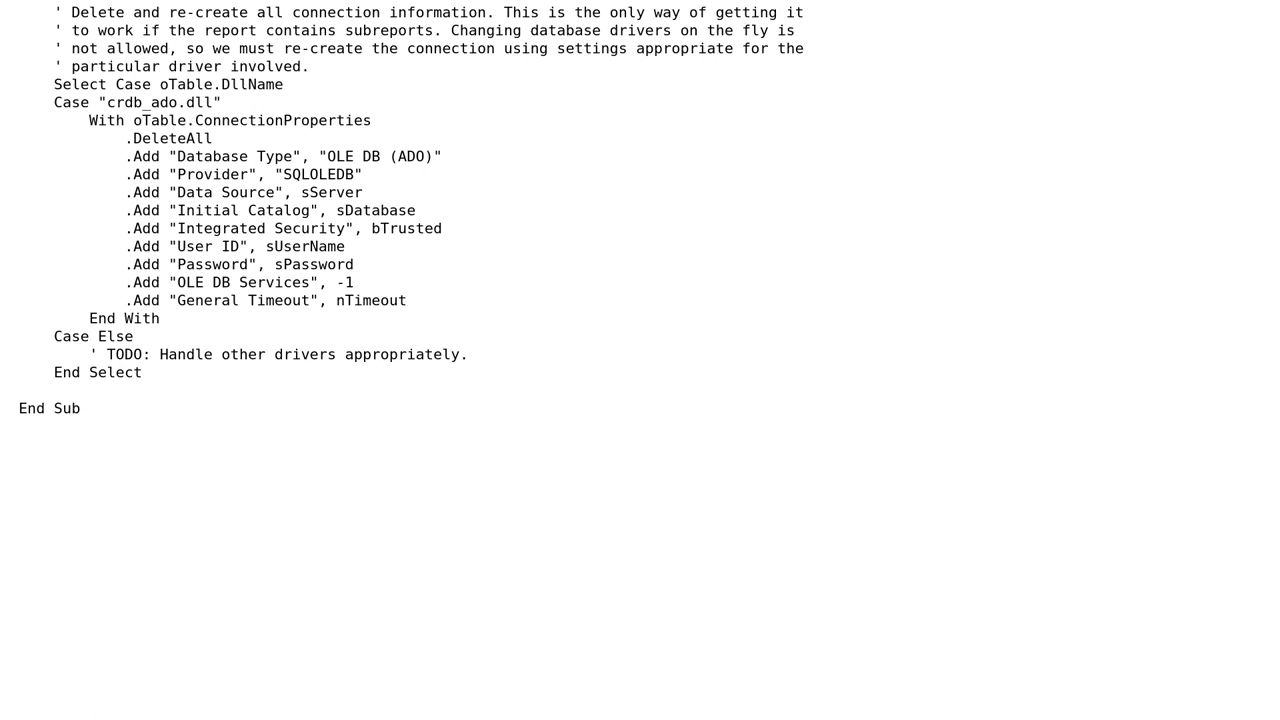 ' Delete and re-create all connection information. This is the only way of getting it
' to work if the report contains subreports. Changing database drivers on the fly is
' not allowed, so we must re-create the connection using settings appropriate for the
' particular driver involved.
Select Case oTable.DllName
Case "crdb_ado.dll"
With oTable.ConnectionProperties
.DeleteAll
.Add "Database Type", "OLE DB (ADO)"
.Add "Provider", "SQLOLEDB"
.Add "Data Source", sServer
.Add "Initial Catalog", sDatabase
.Add "Integrated Security", bTrusted
.Add "User ID", sUserName
.Add "Password", sPassword
.Add "OLE DB Services", -1
.Add "General Timeout", nTimeout
End With
Case Else
' TODO: Handle other drivers appropriately.
End Select
End Sub